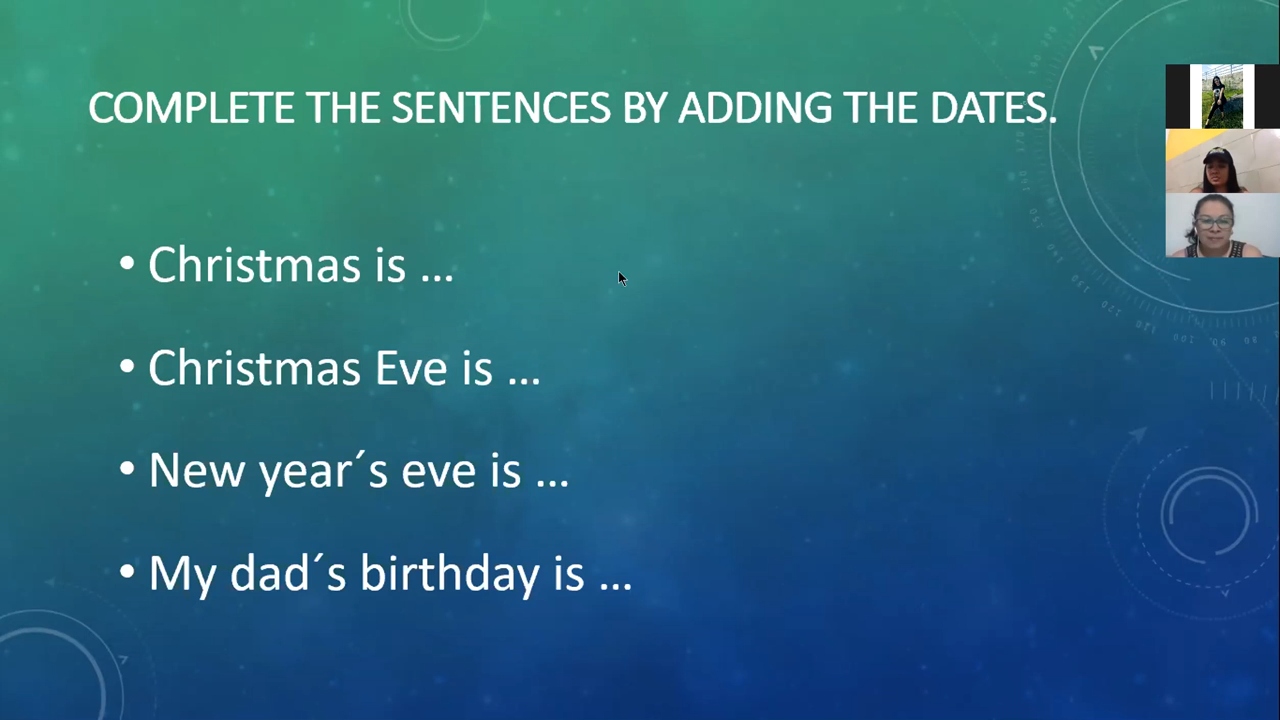 COMPLETE THE SENTENCES BY ADDING THE DATES.
• Christmas is ...
• Christmas Eve is ...
• New year´s eve is ...
• My dad´s birthday is ...